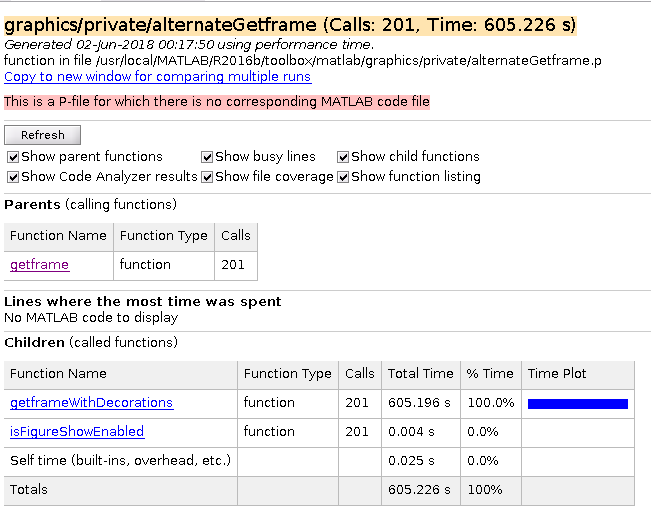 graphics/private/alternateGetframe (Calls: 201, Time: 605.226 s)
Generated 02-Jun-2018 00:17:50 using performance time.
function in file /usr/local/MATLAB/R2016b/toolbox/matlab/graphics/private/alternateGetframe.p
Copy to new window for comparing multiple runs
This is a P-file for which there is no corresponding MATLAB code file
Refresh
Show parent functions Show busy lines Show child functions
Show Code Analyzer results Show file coverage Show function listing
Parents (calling functions)
Function Name Function Type Calls
getframe function 201
Lines where the most time was spent
No MATLAB code to display
Children (called functions)
Function Name Function Type Calls Total Time % Time Time Plot
getframeWithDecorations function 201 605.196 s 100.0%
isFigureShowEnabled function 201 0.004 s 0.0%
Self time (built-ins, overhead, etc.) 0.025 s 0.0%
Totals 605.226 s 100%